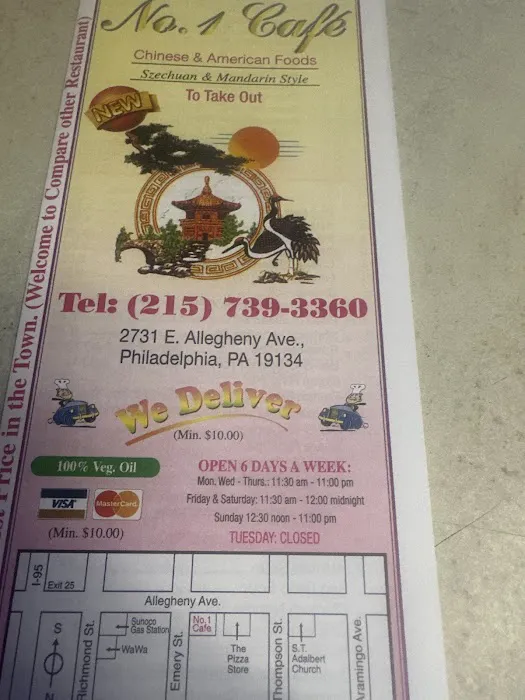 No. 1 Café
Chinese & American Foods
Szechuan & Mandarin Style
To Take Out
NEW
Price in the Town. (Welcome to Compare other Restaurant)
Tel: (215) 739-3360
2731 E. Allegheny Ave.,
Philadelphia, PA 19134
We Deliver
(Min. $10.00)
100% Veg. Oil
VISA
MasterCard
(Min. $10.00)
OPEN 6 DAYS A WEEK:
Mon. Wed - Thurs.: 11:30 am - 11:00 pm
Friday & Saturday: 11:30 am - 12:00 midnight
Sunday 12:30 noon - 11:00 pm
TUESDAY: CLOSED
I-95
Exit 25
Allegheny Ave.
S
N
Richmond St.
Sunoco
Gas Station
WaWa
Emery St.
No.1
Cafe
The
Pizza
Store
Thompson St.
S.T.
Adalbert
Church
Aramingo Ave.